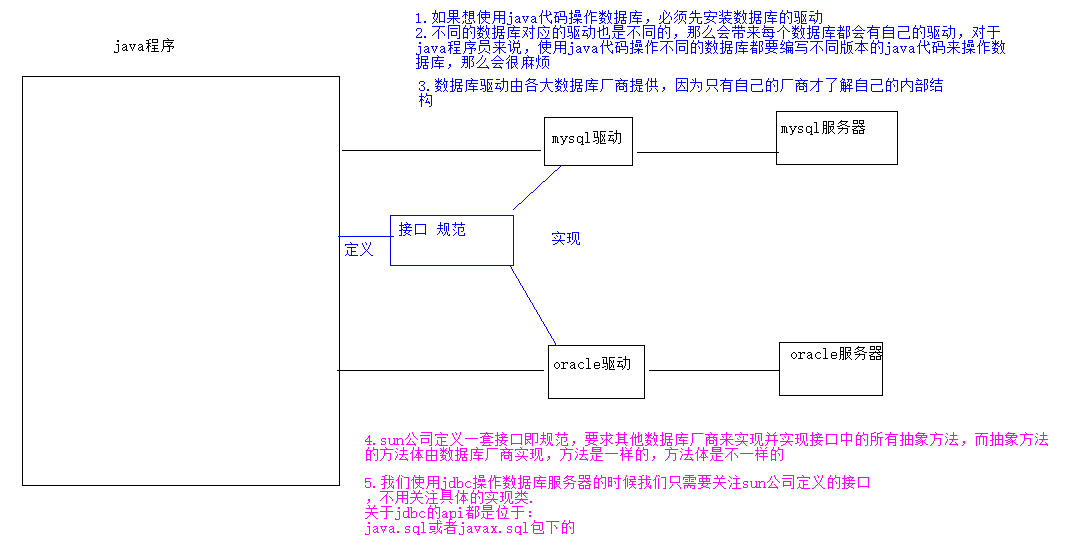 1.如果想使用java代码操作数据库，必须先安装数据库的驱动
2.不同的数据库对应的驱动也是不同的，那么会带来每个数据库都会有自己的驱动，对于
java程序员来说，使用java代码操作不同的数据库都要编写不同版本的java代码来操作数
据库，那么会很麻烦
3.数据库驱动由各大数据库厂商提供，因为只有自己的厂商才了解自己的内部结
构
java程序
mysql驱动
mysql服务器
接口 规范
定义
实现
oracle驱动
oracle服务器
4.sun公司定义一套接口即规范，要求其他数据库厂商来实现并实现接口中的所有抽象方法，而抽象方法
的方法体由数据库厂商实现，方法是一样的，方法体是不一样的
5.我们使用jdbc操作数据库服务器的时候我们只需要关注sun公司定义的接口
，不用关注具体的实现类.
关于jdbc的api都是位于：
java.sql或者javax.sql包下的